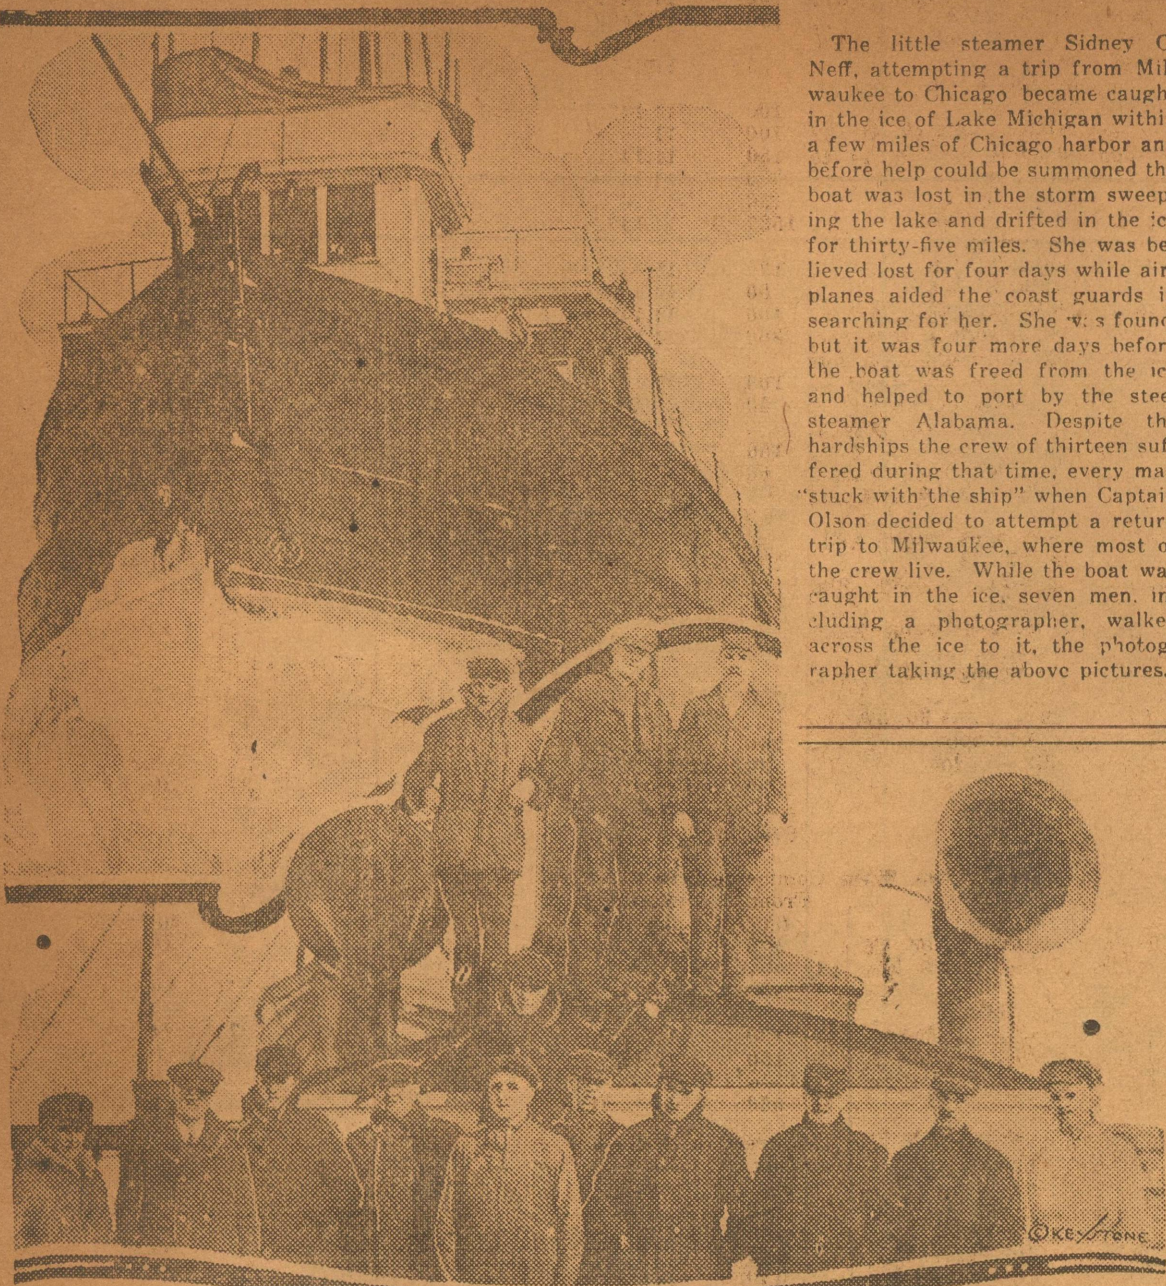 The little steamer Sidney
Neff, attempting a trip from Mil
waukee to Chicago became caugh
in the ice of Lake Michigan withi
a few miles of Chicago harbor an
before help could be summoned th
boat was lost in the storm sweep
ing the lake and drifted in the ic
for thirty-five miles. She was be
lieved lost for four days while air
planes aided the coast guards i
searching for her. She w: s found
but it was four more days befor
the boat was freed from the ic
and helped to port by the stee
steamer Alabama. Despite th
hardships the crew of thirteen suf
fered during that time, every ma
"stuck with the ship" when Captai
Olson decided to attempt a retur
trip to Milwaukee, where most o
the crew live. While the boat wa
caught in the ice, seven men, in
cluding a photographer, walke
across the ice to it, the photog
rapher taking the above pictures.
©KEYSTONE